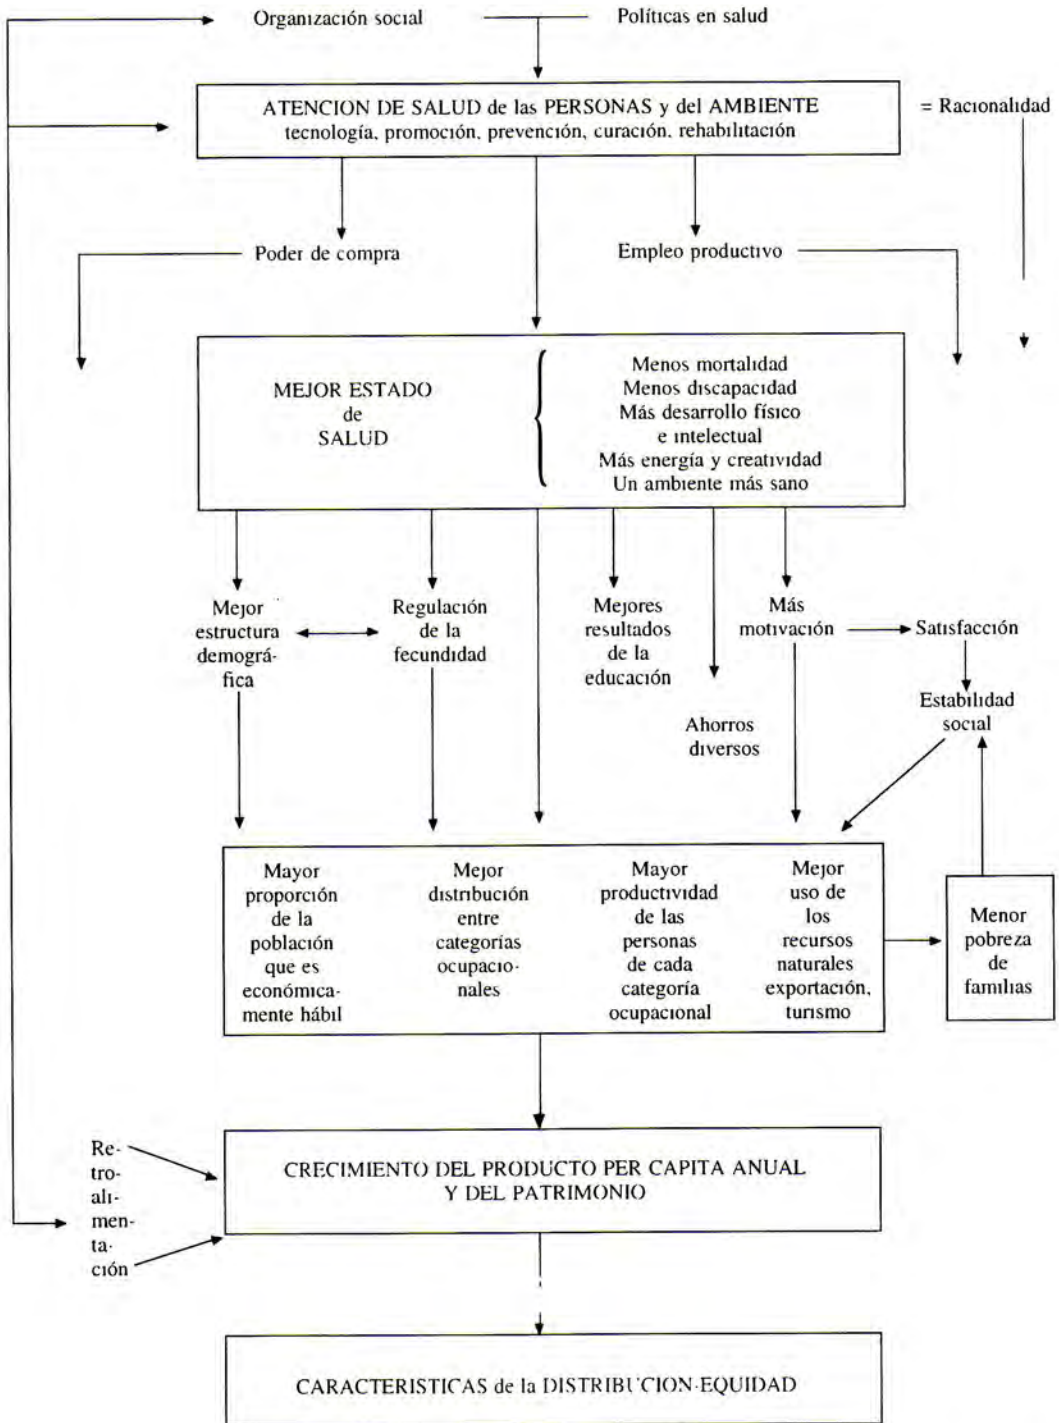 Organización social
Políticas en salud
ATENCION DE SALUD de las PERSONAS y del AMBIENTE
tecnología, promoción, prevención, curación, rehabilitación
= Racionalidad
Poder de compra
Empleo productivo
MEJOR ESTADO
de
SALUD
Menos mortalidad
Menos discapacidad
Más desarrollo físico
e intelectual
Más energía y creatividad
Un ambiente más sano
Mejor
estructura
demográ-
fica
Regulación
de la
fecundidad
Mejores
resultados
de la
educación
Ahorros
diversos
Más
motivación
Satisfacción
Estabilidad
social
Mayor
proporción
de la
población
que es
económica-
mente hábil
Mejor
distribución
entre
categorías
ocupacio-
nales
Mayor
productividad
de las
personas
de cada
categoría
ocupacional
Mejor
uso de
los
recursos
naturales
exportación,
turismo
Menor
pobreza
de
familias
Re-
tro-
ali-
men-
ta-
ción
CRECIMIENTO DEL PRODUCTO PER CAPITA ANUAL
Y DEL PATRIMONIO
CARACTERISTICAS de la DISTRIBUCION-EQUIDAD